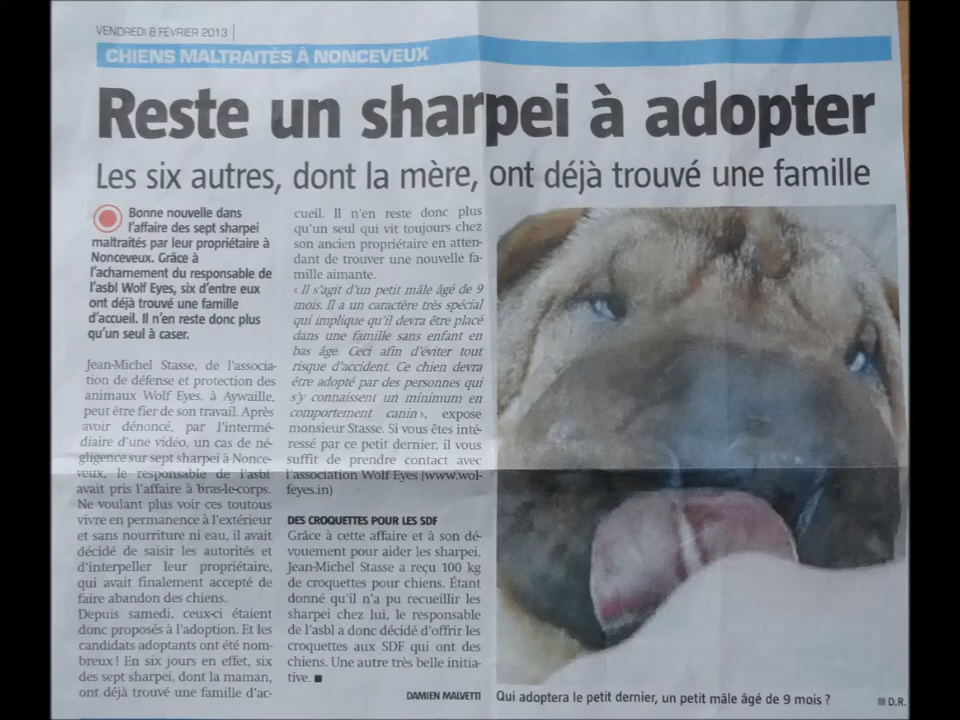 VENDREDI 8 FÉVRIER 2013
CHIENS MALTRAITÉS À NONCEVEUX
Reste un sharpei à adopter
Les six autres, dont la mère, ont déjà trouvé une famille
Bonne nouvelle dans
l'affaire des sept sharpei
maltraités par leur propriétaire à
Nonceveux. Grâce à
l'acharnement du responsable de
l'asbl Wolf Eyes, six d'entre eux
ont déjà trouvé une famille
d'accueil. Il n'en reste donc plus
qu'un seul à caser.
Jean-Michel Stasse, de l'associa-
tion de défense et protection des
animaux Wolf Eyes, à Aywaille,
peut être fier de son travail. Après
avoir dénoncé, par l'intermé-
diaire d'une vidéo, un cas de né-
gligence sur sept sharpei à Nonce-
veux, le responsable de l'asbl
avait pris l'affaire à bras-le-corps.
Ne voulant plus voir ces toutous
vivre en permanence à l'extérieur
et sans nourriture ni eau, il avait
décidé de saisir les autorités et
d'interpeller leur propriétaire,
qui avait finalement accepté de
faire abandon des chiens.
Depuis samedi, ceux-ci étaient
donc proposés à l'adoption. Et les
candidats adoptants ont été nom-
breux ! En six jours en effet, six
des sept sharpei, dont la maman,
ont déjà trouvé une famille d'ac-
cueil. Il n'en reste donc plus
qu'un seul qui vit toujours chez
son ancien propriétaire en atten-
dant de trouver une nouvelle fa-
mille aimante.
« Il s'agit d'un petit mâle âgé de 9
mois. Il a un caractère très spécial
qui implique qu'il devra être placé
dans une famille sans enfant en
bas âge. Ceci afin d'éviter tout
risque d'accident. Ce chien devra
être adopté par des personnes qui
s'y connaissent un minimum en
comportement canin », expose
monsieur Stasse. Si vous êtes inté-
ressé par ce petit dernier, il vous
suffit de prendre contact avec
l'association Wolf Eyes (www.wol-
feyes.in)
DES CROQUETTES POUR LES SDF
Grâce à cette affaire et à son dé-
vouement pour aider les sharpei,
Jean-Michel Stasse a reçu 100 kg
de croquettes pour chiens. Étant
donné qu'il n'a pu recueillir les
sharpei chez lui, le responsable
de l'asbl a donc décidé d'offrir les
croquettes aux SDF qui ont des
chiens. Une autre très belle initia-
tive. ■
DAMIEN MALVETTI
Qui adoptera le petit dernier, un petit mâle âgé de 9 mois ?
■ D.R.